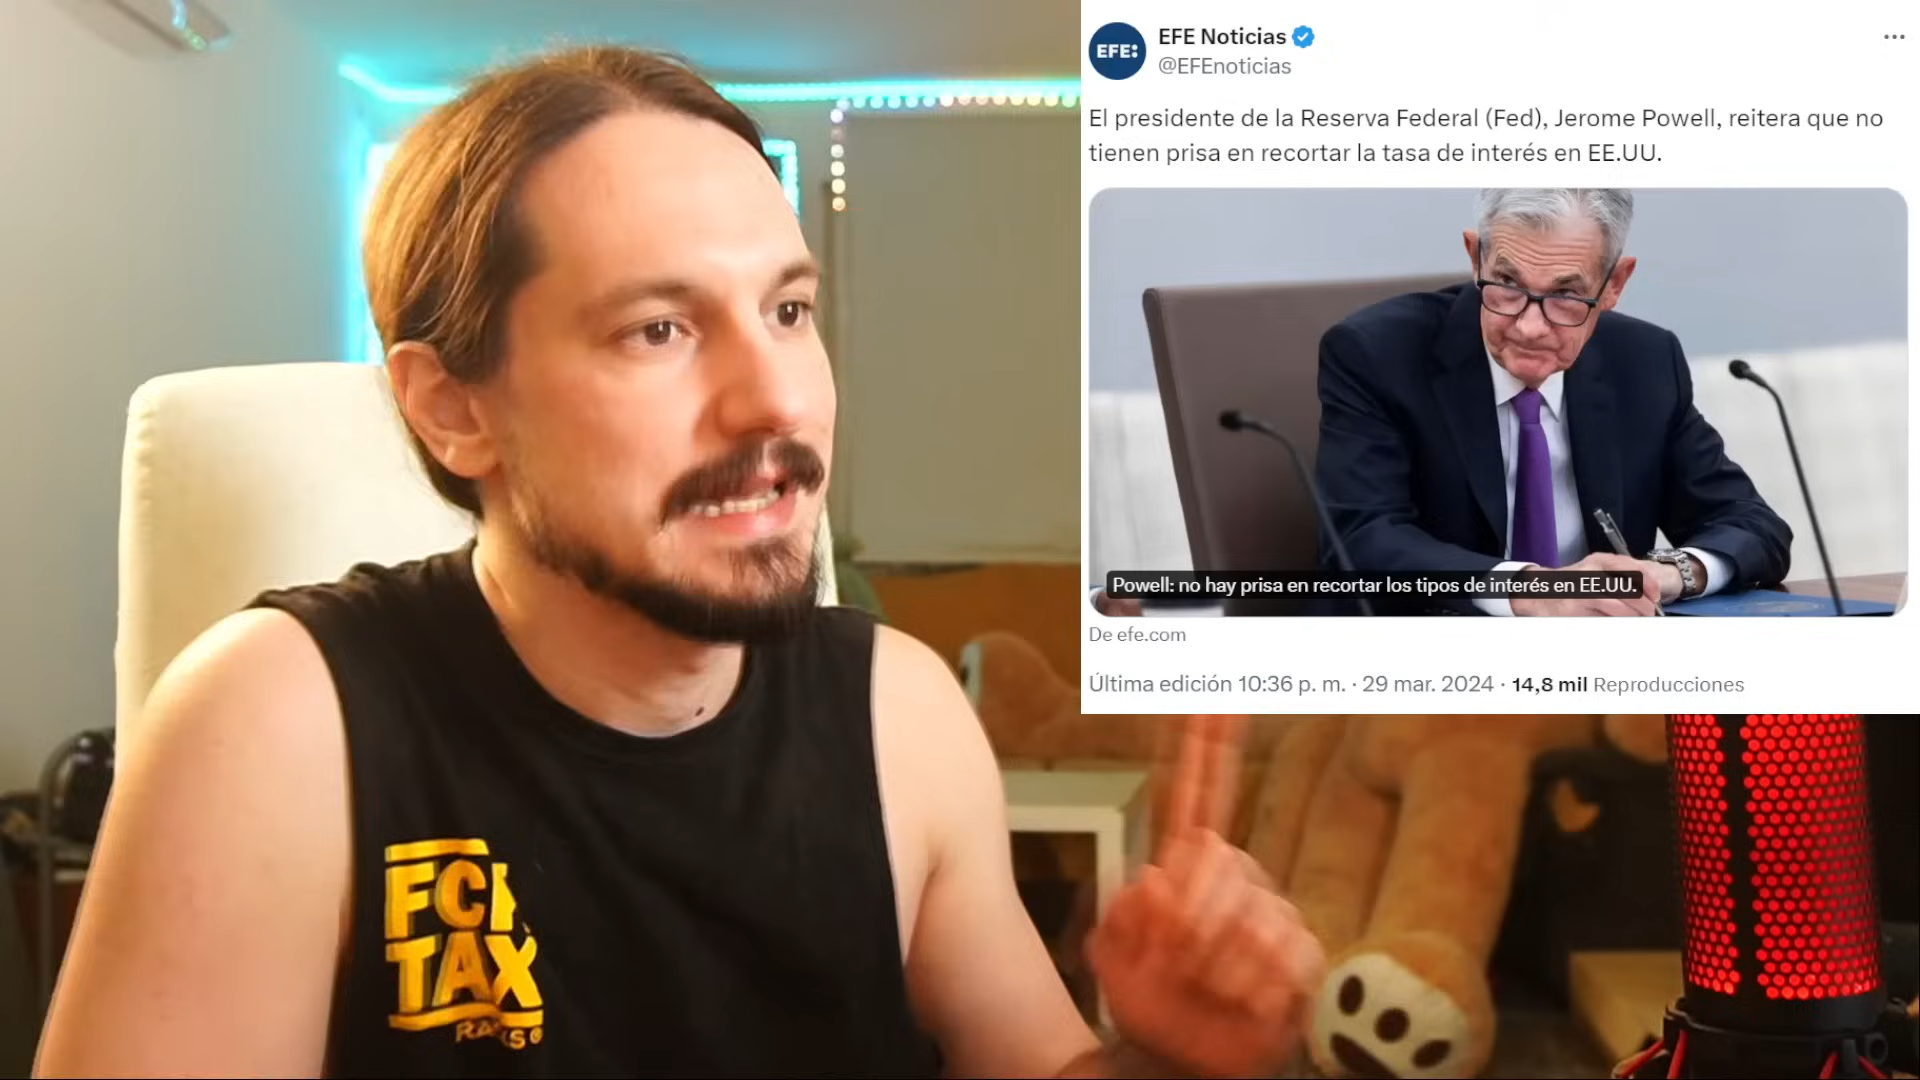 EFE:
EFE Noticias
@EFEnoticias
El presidente de la Reserva Federal (Fed), Jerome Powell, reitera que no
tienen prisa en recortar la tasa de interés en EE.UU.
Powell: no hay prisa en recortar los tipos de interés en EE.UU.
De efe.com
Última edición 10:36 p. m. · 29 mar. 2024 · 14,8 mil Reproducciones
TAX